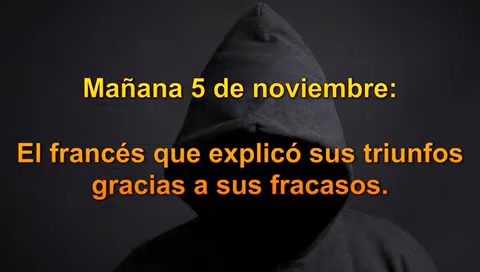 Mañana 5 de noviembre:
El francés que explicó sus triunfos
gracias a sus fracasos.